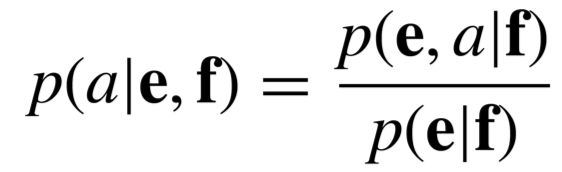 p(a|e, f) = p(e, a|f) / p(e|f)